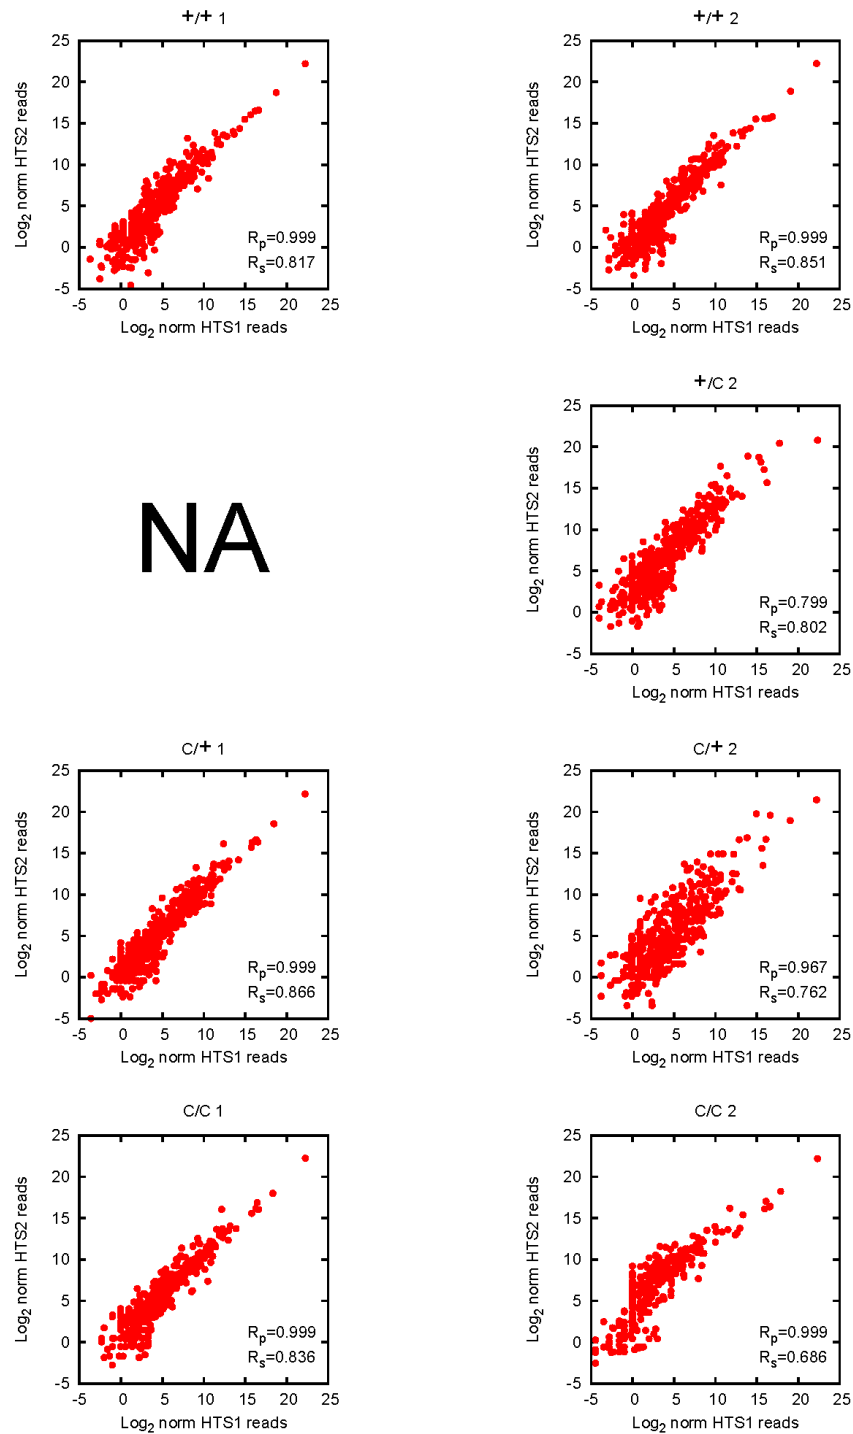 +/+ 1
25
20
15
10
5
0
-5
Log2 norm HTS2 reads
Rp=0.999
Rs=0.817
-5 0 5 10 15 20 25
Log2 norm HTS1 reads
+/+ 2
25
20
15
10
5
0
-5
Log2 norm HTS2 reads
Rp=0.999
Rs=0.851
-5 0 5 10 15 20 25
Log2 norm HTS1 reads
NA
+/C 2
25
20
15
10
5
0
-5
Log2 norm HTS2 reads
Rp=0.799
Rs=0.802
-5 0 5 10 15 20 25
Log2 norm HTS1 reads
C/+ 1
25
20
15
10
5
0
-5
Log2 norm HTS2 reads
Rp=0.999
Rs=0.866
-5 0 5 10 15 20 25
Log2 norm HTS1 reads
C/+ 2
25
20
15
10
5
0
-5
Log2 norm HTS2 reads
Rp=0.967
Rs=0.762
-5 0 5 10 15 20 25
Log2 norm HTS1 reads
C/C 1
25
20
15
10
5
0
-5
Log2 norm HTS2 reads
Rp=0.999
Rs=0.836
-5 0 5 10 15 20 25
Log2 norm HTS1 reads
C/C 2
25
20
15
10
5
0
-5
Log2 norm HTS2 reads
Rp=0.999
Rs=0.686
-5 0 5 10 15 20 25
Log2 norm HTS1 reads